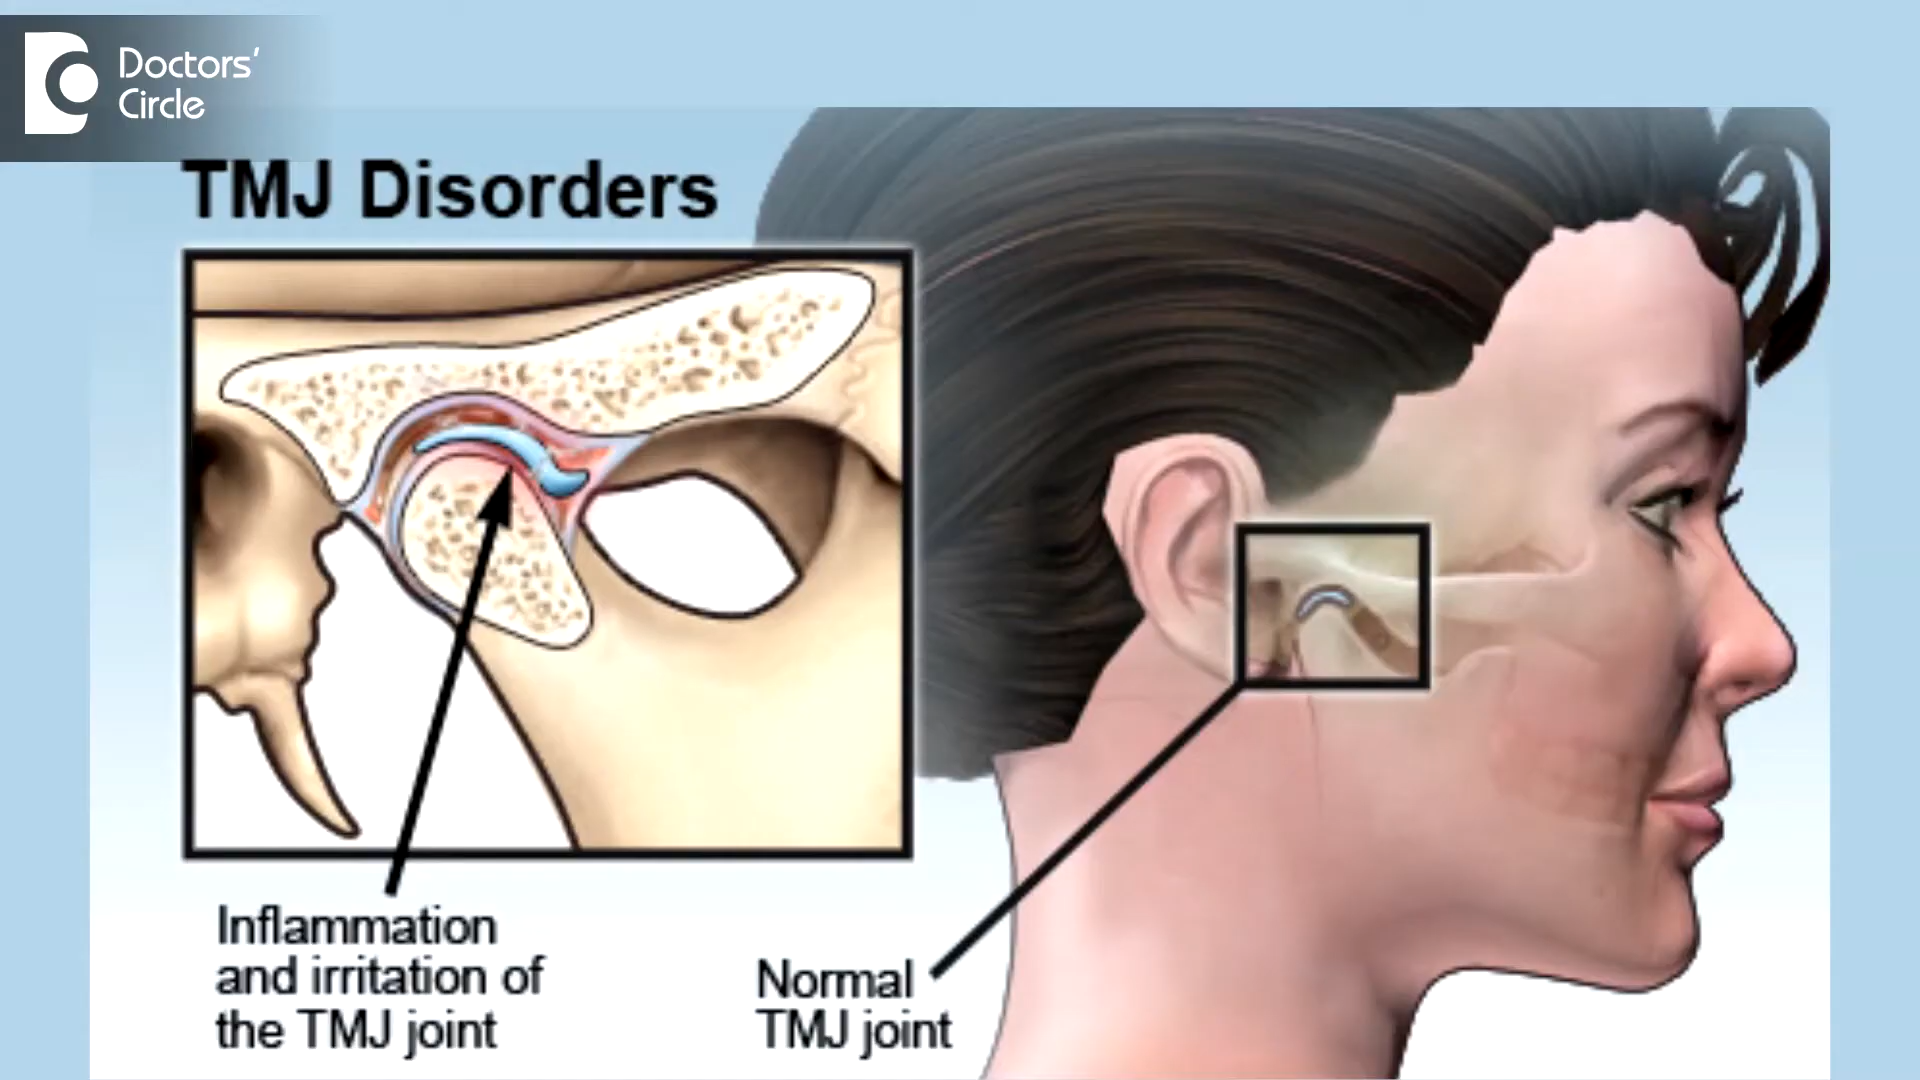 Doctors'
Circle
TMJ Disorders
Inflammation
and irritation of
the TMJ joint
Normal
TMJ joint